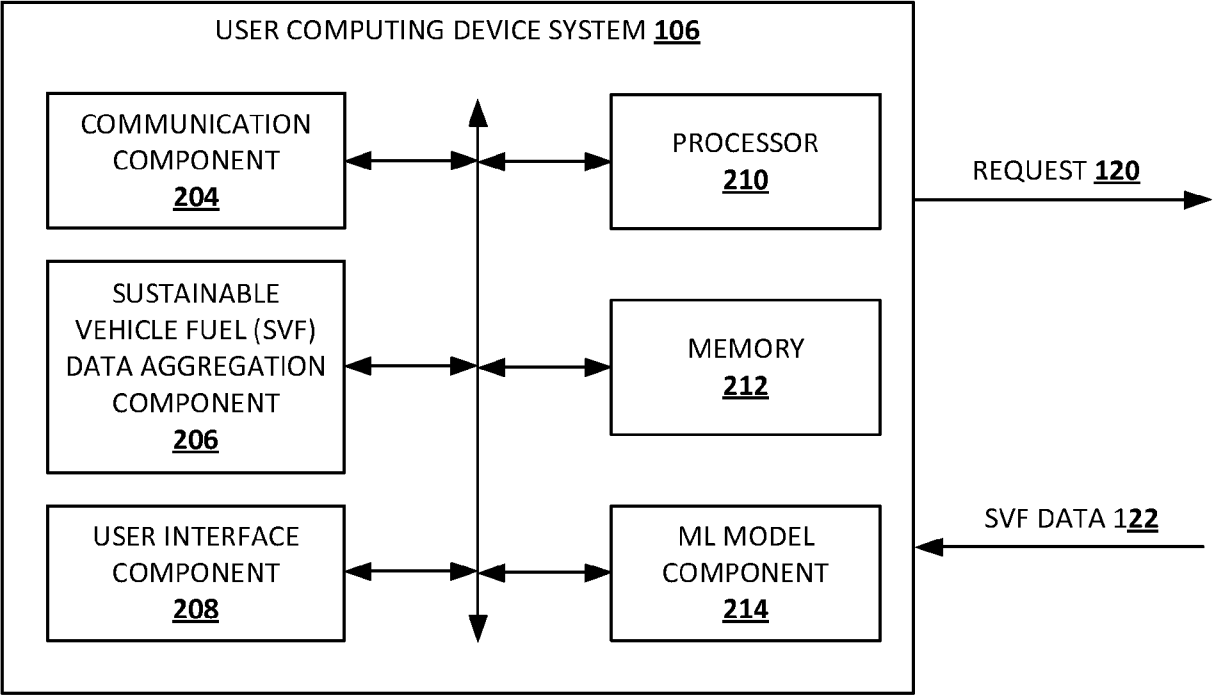 USER COMPUTING DEVICE SYSTEM 106
COMMUNICATION
COMPONENT
204
PROCESSOR
210
REQUEST 120
SUSTAINABLE
VEHICLE FUEL (SVF)
DATA AGGREGATION
COMPONENT
206
MEMORY
212
USER INTERFACE
COMPONENT
208
ML MODEL
COMPONENT
214
SVF DATA 122